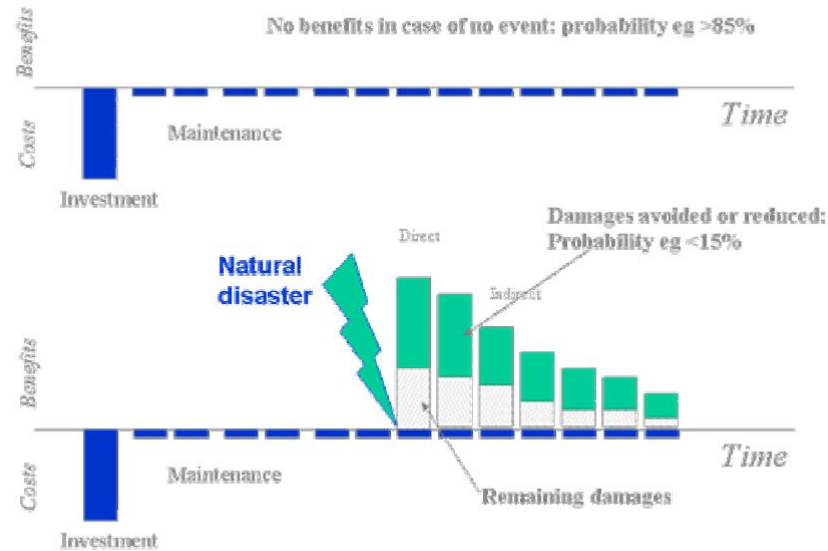 No benefits in case of no event: probability eg >85%
Benefits
Time
Costs
Maintenance
Investment
Damages avoided or reduced:
Probability eg <15%
Direct
Natural
disaster
Indirect
Benefits
Time
Costs
Maintenance
Remaining damages
Investment